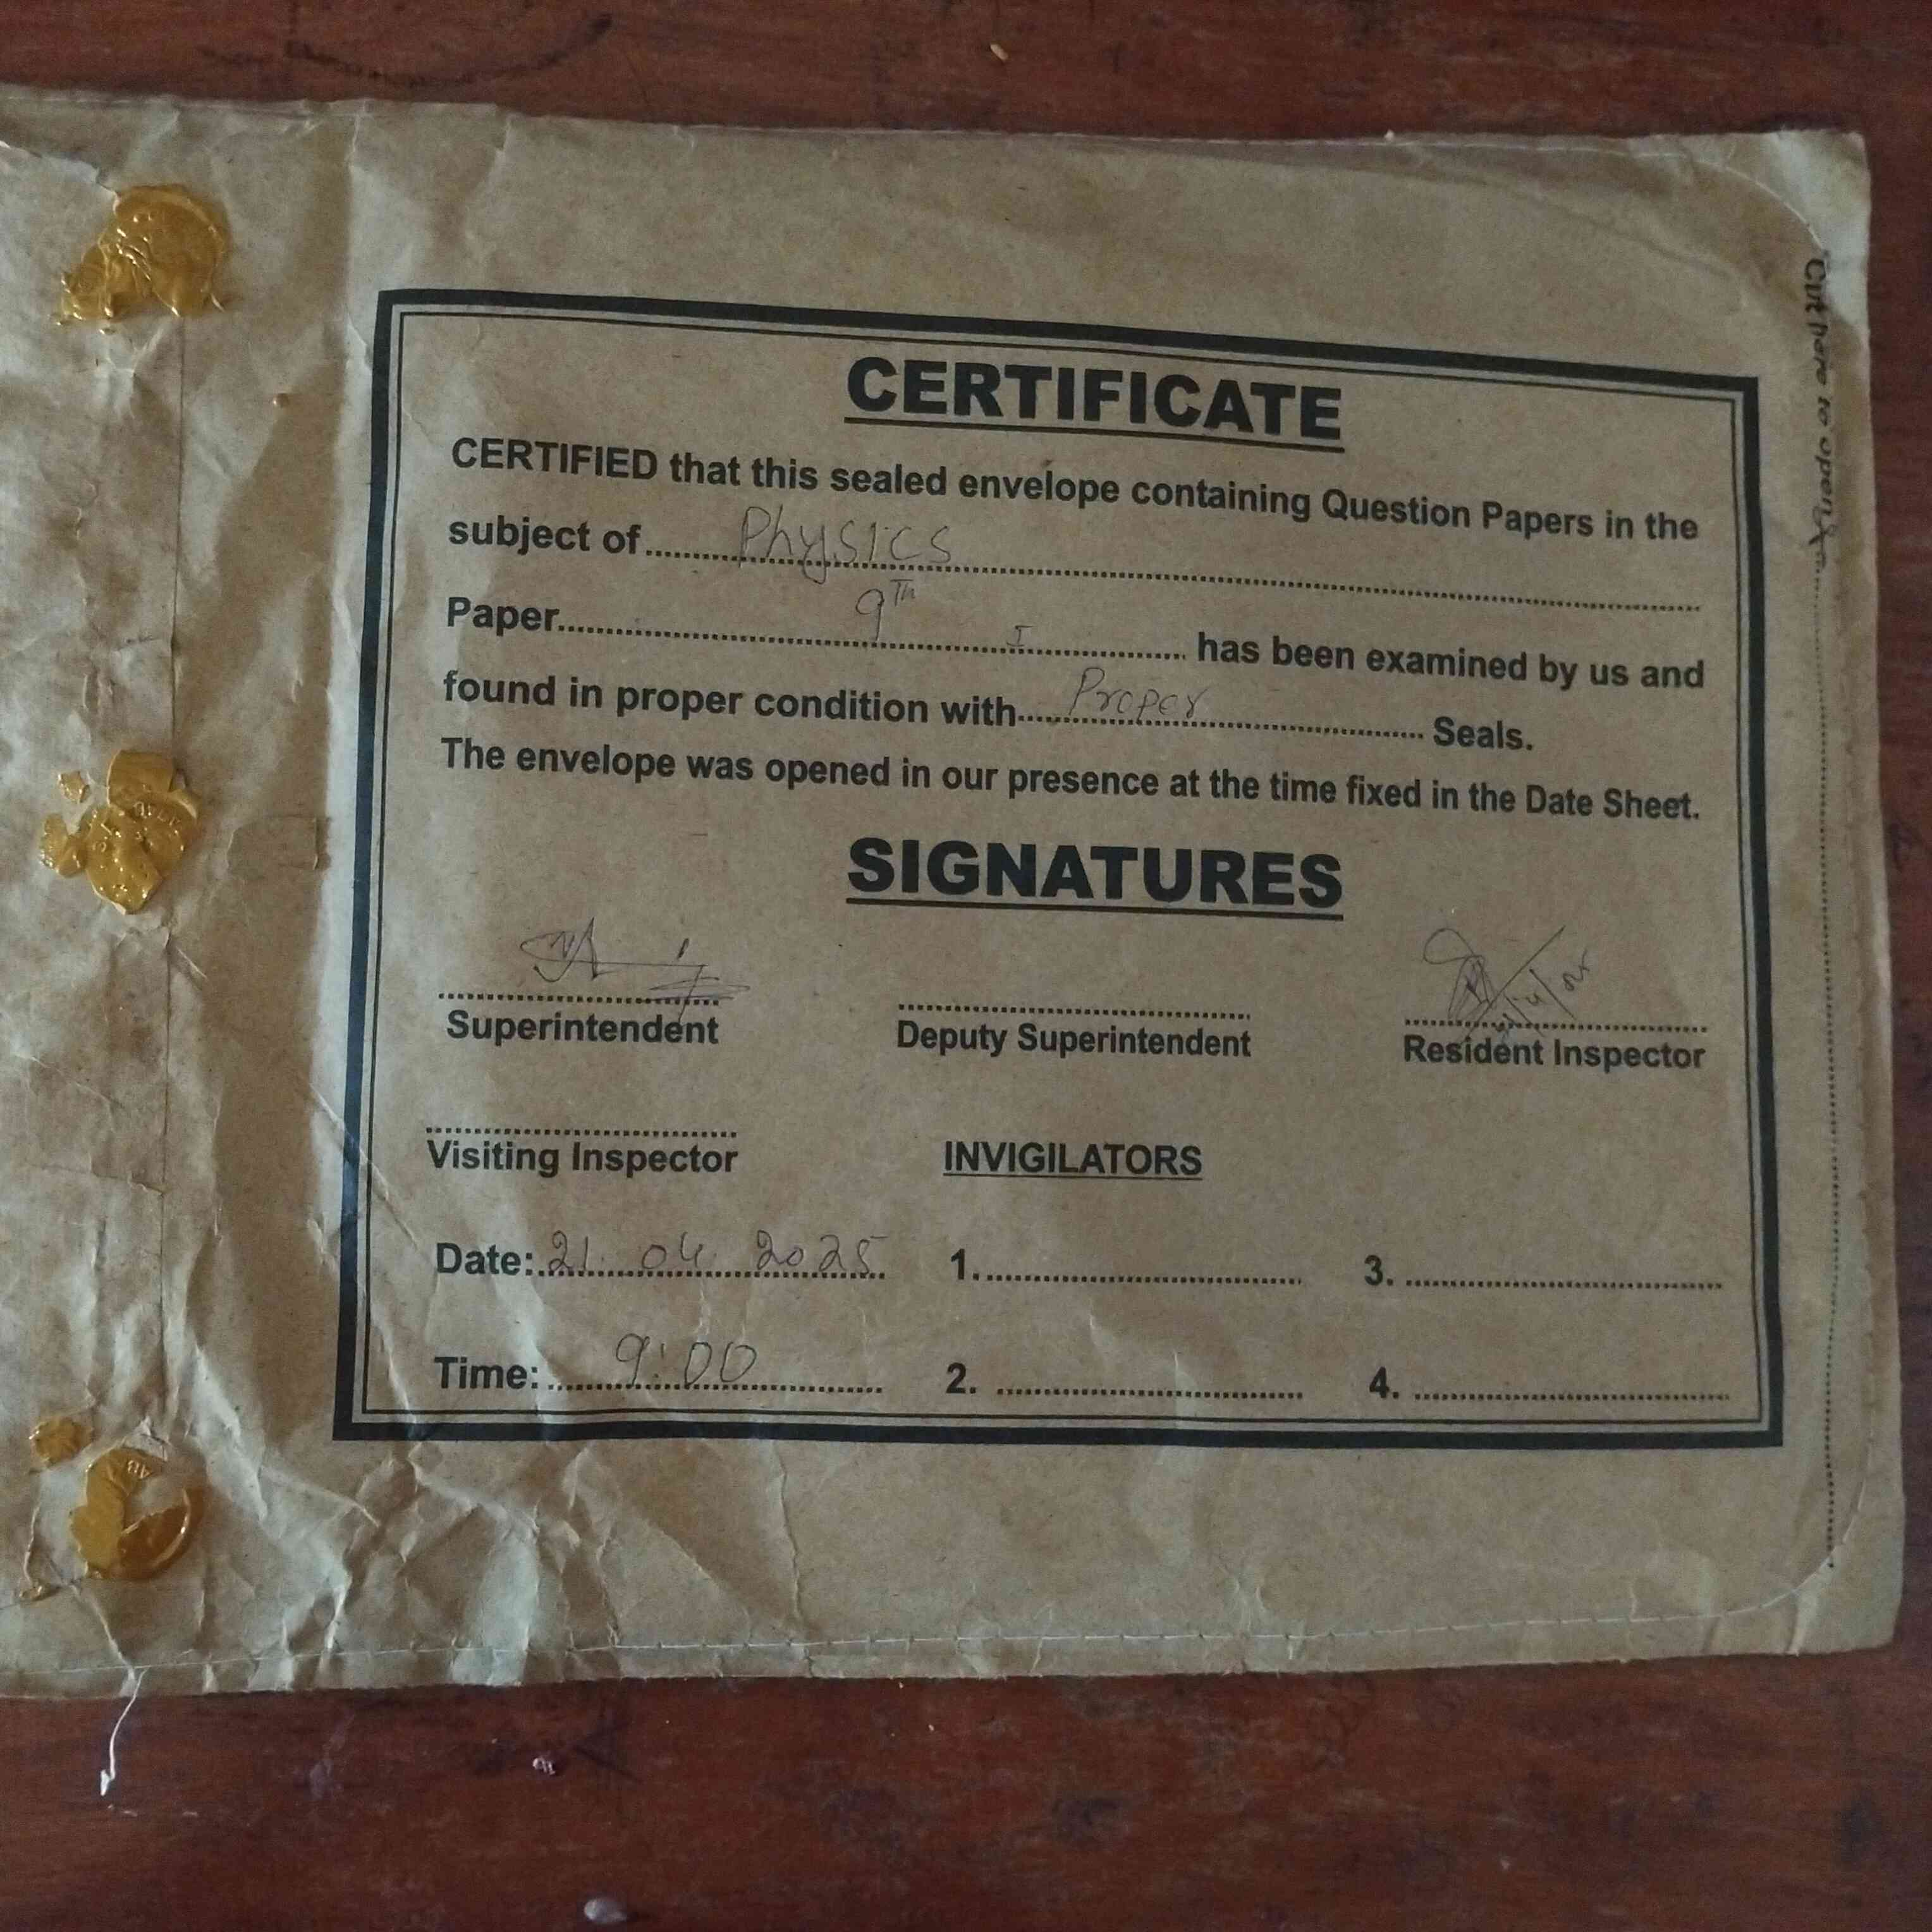 CERTIFICATE
CERTIFIED that this sealed envelope containing Question Papers in the
subject of Physics
Paper 9Th I has been examined by us and
found in proper condition with Proper Seals.
The envelope was opened in our presence at the time fixed in the Date Sheet.
SIGNATURES
Superintendent Deputy Superintendent Resident Inspector
Visiting Inspector INVIGILATORS
Date: 21. 04. 2025 1. 3.
Time: 9:00 2. 4.
Cut here to open